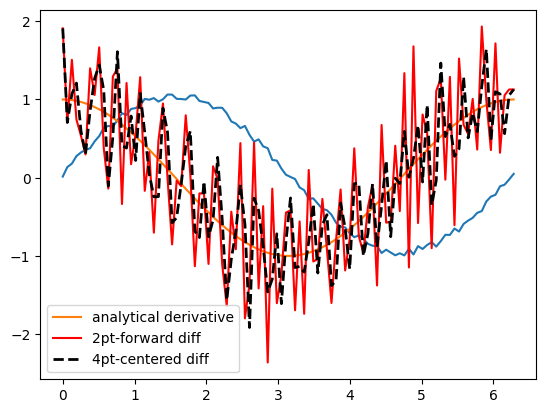 2
1
0
−1
−2
analytical derivative
2pt-forward diff
4pt-centered diff
0 1 2 3 4 5 6